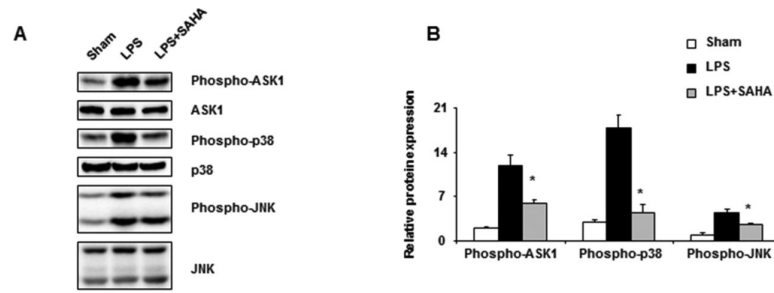 A
Sham
LPS
LPS+SAHA
Phospho-ASK1
ASK1
Phospho-p38
p38
Phospho-JNK
JNK
B
Sham
LPS
LPS+SAHA
Relative protein expression
21
14
7
0
*
*
*
Phospho-ASK1 Phospho-p38 Phospho-JNK